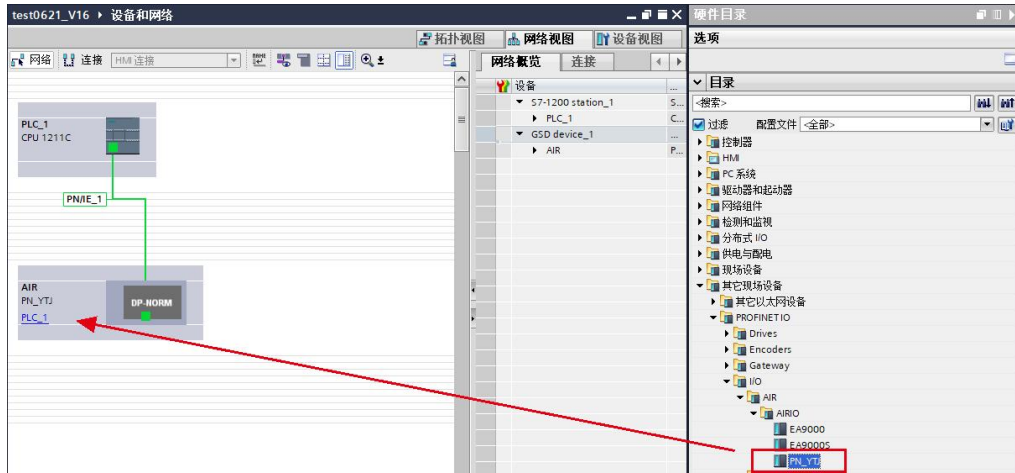 test0621_V16 ▸ 设备和网络
拓扑视图 网络视图 设备视图
网络 连接 HMI 连接
网络概览 连接
设备 ...
S7-1200 station_1 S...
PLC_1 C...
GSD device_1 ...
AIR P...
PLC_1
CPU 1211C
PN/IE_1
AIR
PN_YTJ
PLC_1
DP-NORM
硬件目录
选项
目录
<搜索>
过滤 配置文件 <全部>
控制器
HMI
PC 系统
驱动器和起动器
网络组件
检测和监视
分布式 I/O
供电与配电
现场设备
其它现场设备
其它以太网设备
PROFINET IO
Drives
Encoders
Gateway
I/O
AIR
AIRIO
EA9000
EA9000S
PN_YTJ